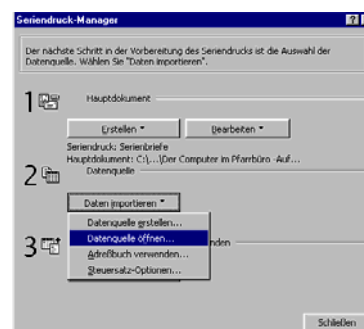 Seriendruck-Manager
Der nächste Schritt in der Vorbereitung des Seriendrucks ist die Auswahl der
Datenquelle. Wählen Sie "Daten importieren".
1 Hauptdokument
Erstellen Bearbeiten
Seriendruck: Serienbriefe
Hauptdokument: C:\...\Der Computer im Pfarrbüro -Auf...
2 Datenquelle
Daten importieren
Datenquelle erstellen...
Datenquelle öffnen...
3 nden
Adreßbuch verwenden...
Steuersatz-Optionen...
Schließen